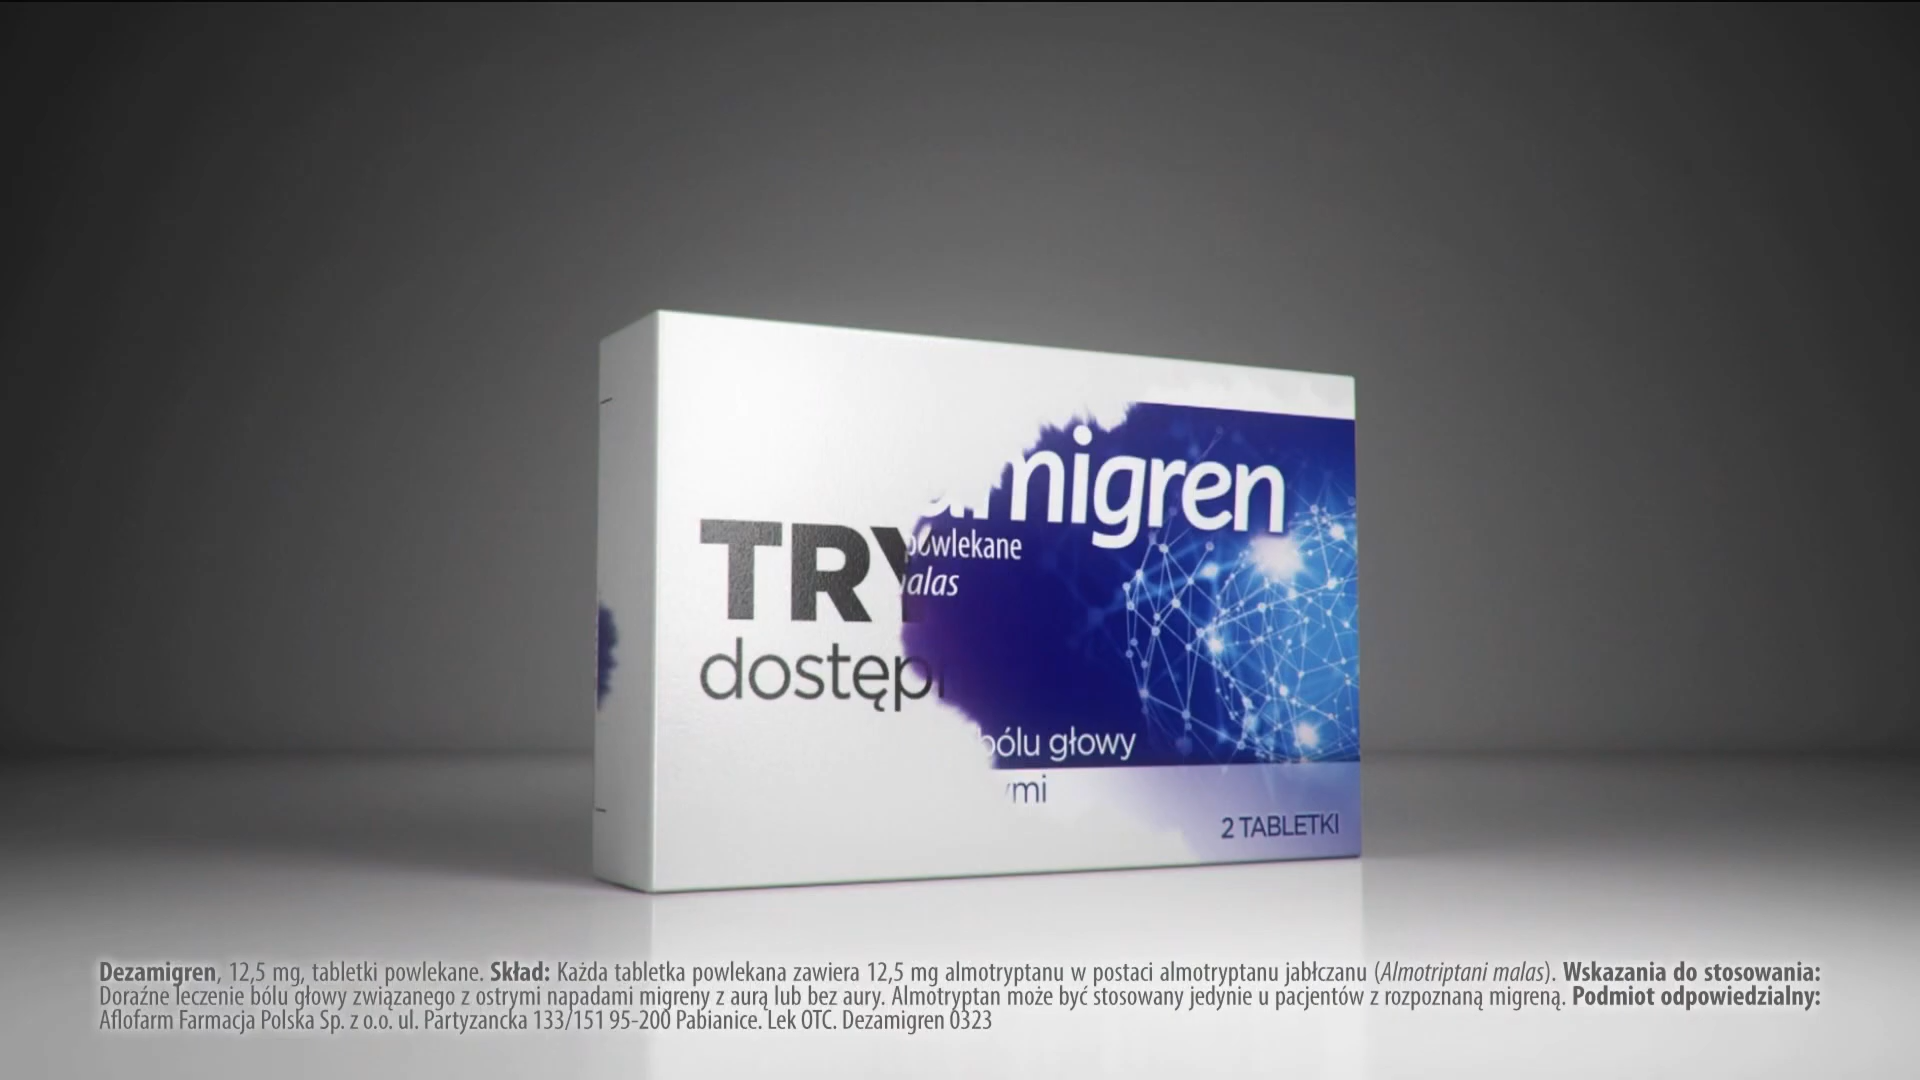 migren
TRY
powlekane
malas
dostępn
bólu głowy
ymi
2 TABLETKI
Dezamigren, 12,5 mg, tabletki powlekane. Skład: Każda tabletka powlekana zawiera 12,5 mg almotryptanu w postaci almotryptanu jabłczanu (Almotriptani malas). Wskazania do stosowania:
Doraźne leczenie bólu głowy związanego z ostrymi napadami migreny z aurą lub bez aury. Almotryptan może być stosowany jedynie u pacjentów z rozpoznaną migreną. Podmiot odpowiedzialny:
Aflofarm Farmacja Polska Sp. z o.o. ul. Partyzancka 133/151 95-200 Pabianice. Lek OTC. Dezamigren 0323